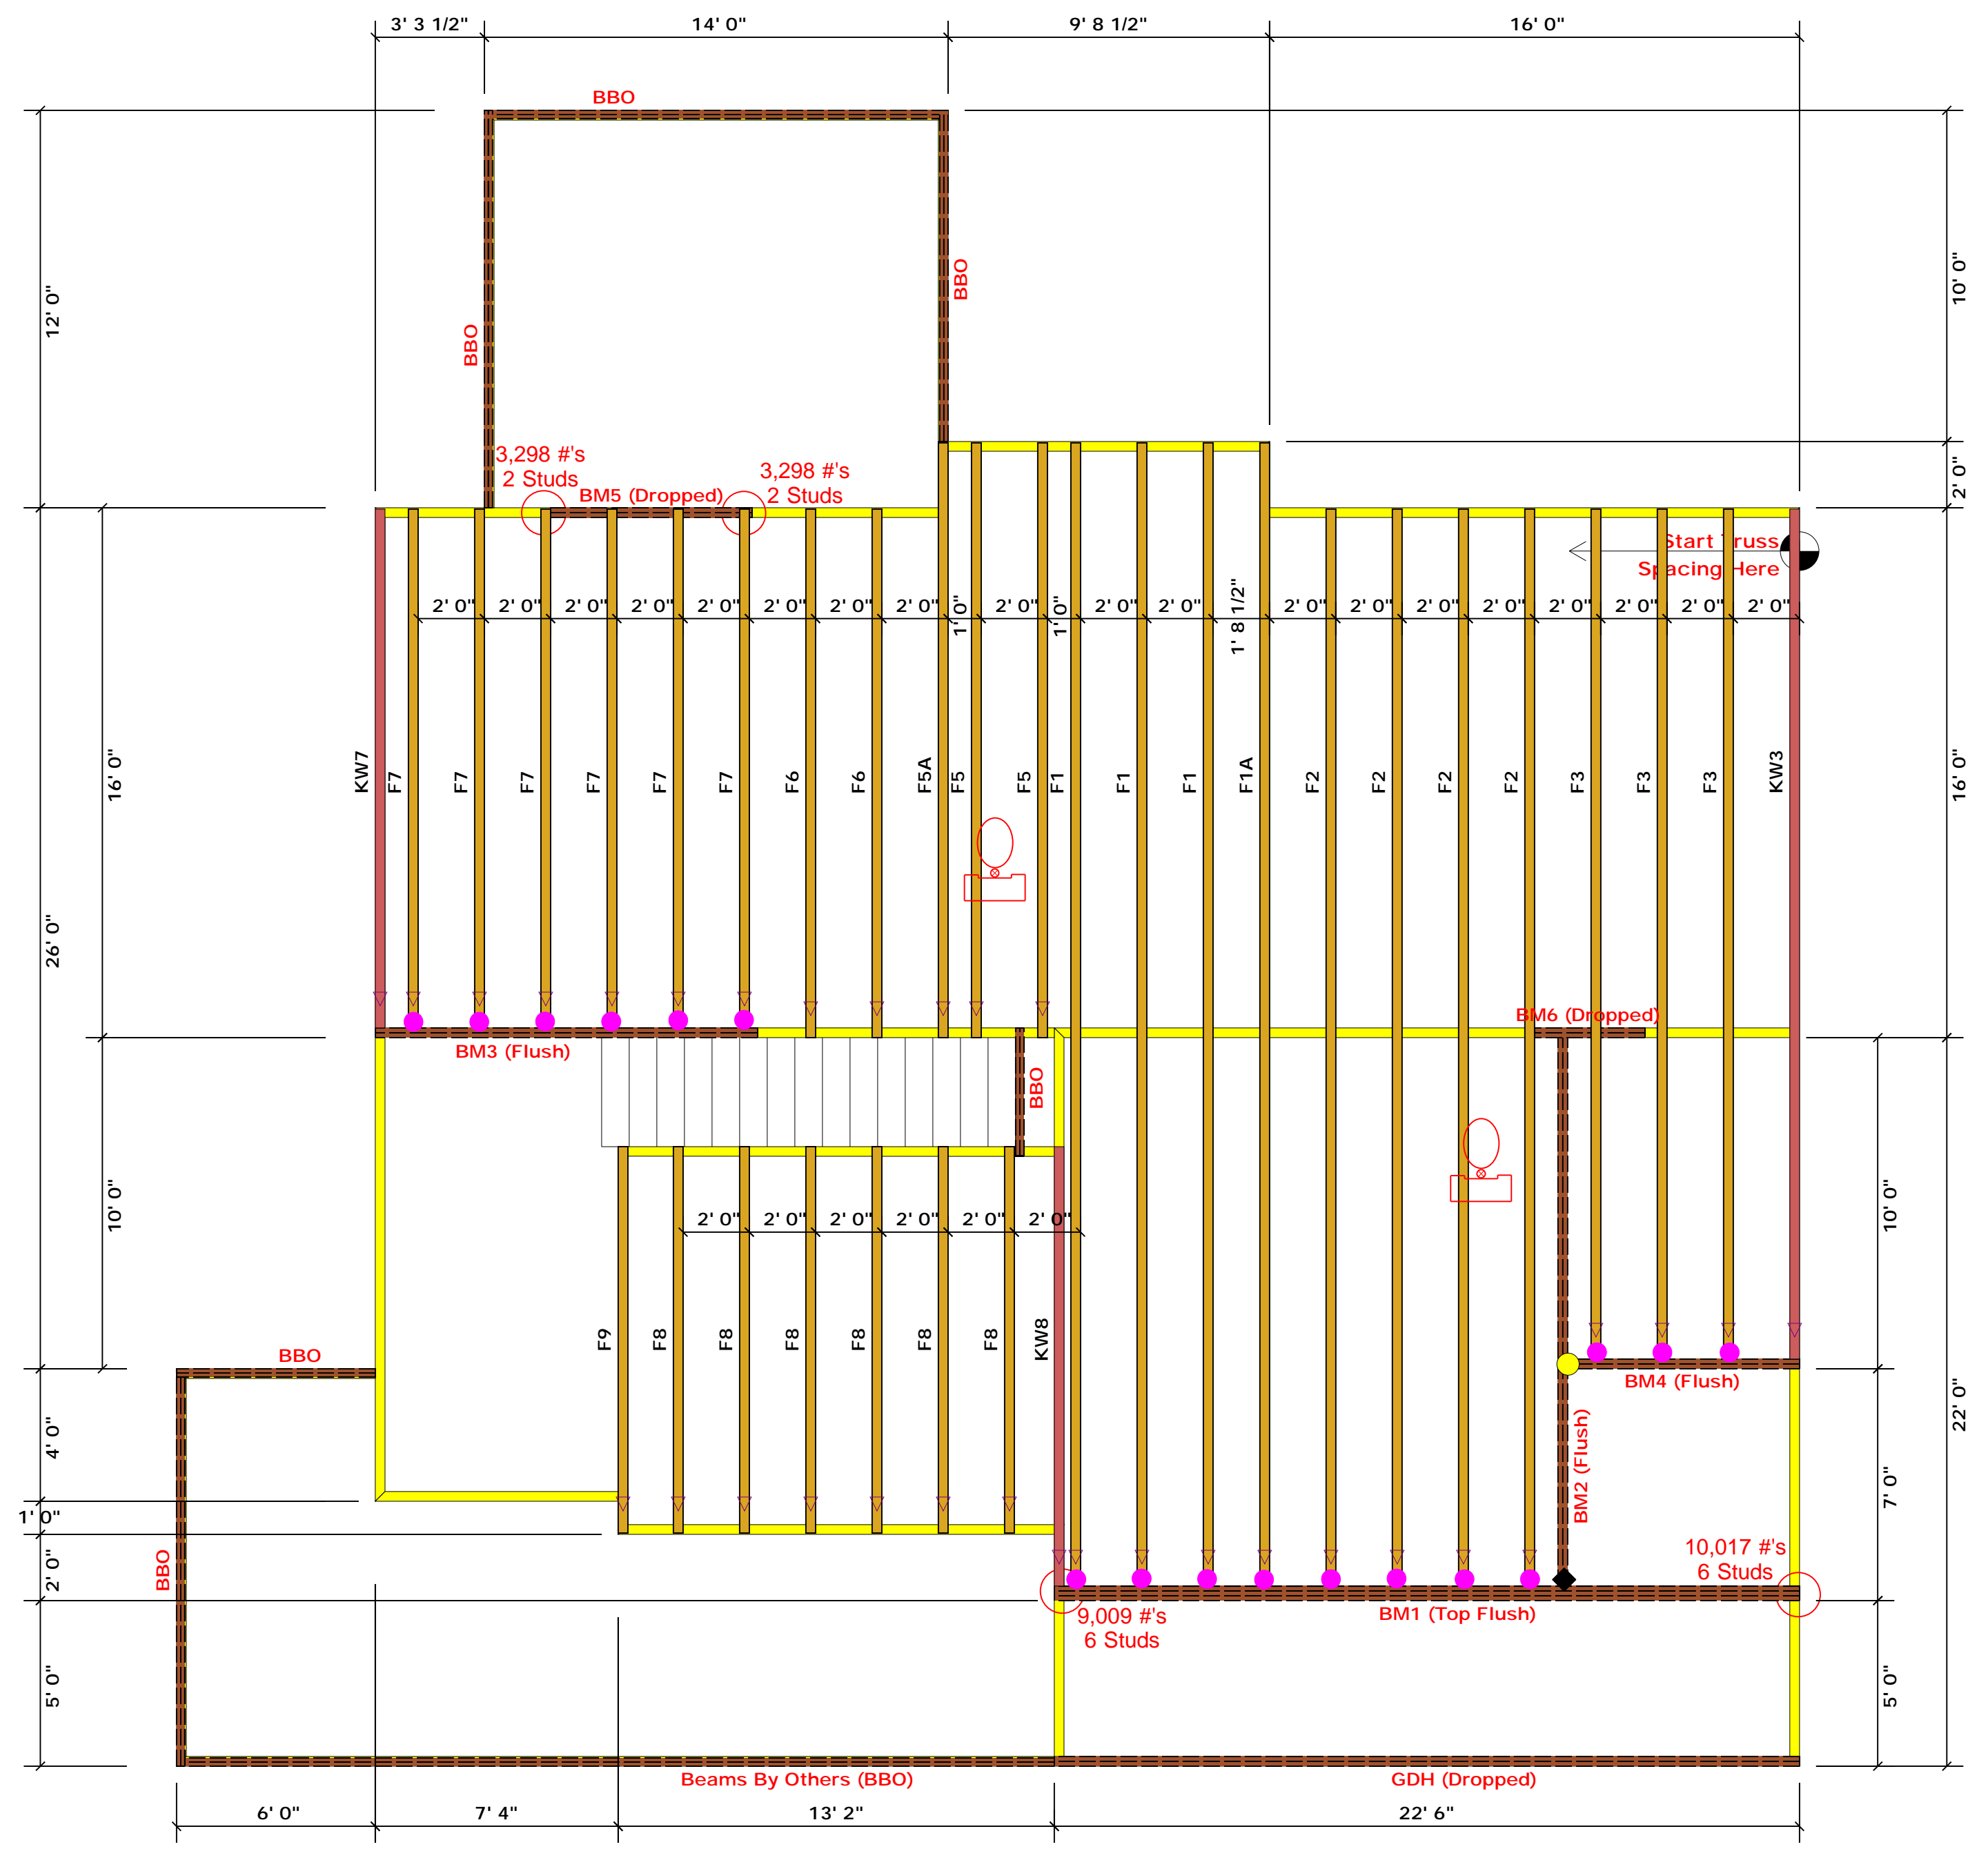 3' 3 1/2"
14' 0"
9' 8 1/2"
16' 0"
BBO
12' 0"
BBO
BBO
10' 0"
2' 0"
3,298 #'s
2 Studs
3,298 #'s
2 Studs
BM5 (Dropped)
Start Truss
Spacing Here
2' 0"
2' 0"
2' 0"
2' 0"
2' 0"
2' 0"
2' 0"
2' 0"
1' 0"
2' 0"
1' 0"
2' 0"
2' 0"
1' 8 1/2"
2' 0"
2' 0"
2' 0"
2' 0"
2' 0"
2' 0"
2' 0"
2' 0"
26' 0"
16' 0"
KW7
F7
F7
F7
F7
F7
F7
F6
F6
F5A
F5
F5
F1
F1
F1
F1A
F2
F2
F2
F2
F3
F3
F3
KW3
16' 0"
BM6 (Dropped)
BM3 (Flush)
BBO
10' 0"
2' 0"
2' 0"
2' 0"
2' 0"
2' 0"
2' 0"
10' 0"
F9
F8
F8
F8
F8
F8
F8
KW8
BBO
BM4 (Flush)
22' 0"
4' 0"
BM2 (Flush)
7' 0"
1' 0"
2' 0"
BBO
10,017 #'s
6 Studs
BM1 (Top Flush)
9,009 #'s
6 Studs
5' 0"
5' 0"
Beams By Others (BBO)
GDH (Dropped)
6' 0"
7' 4"
13' 2"
22' 6"